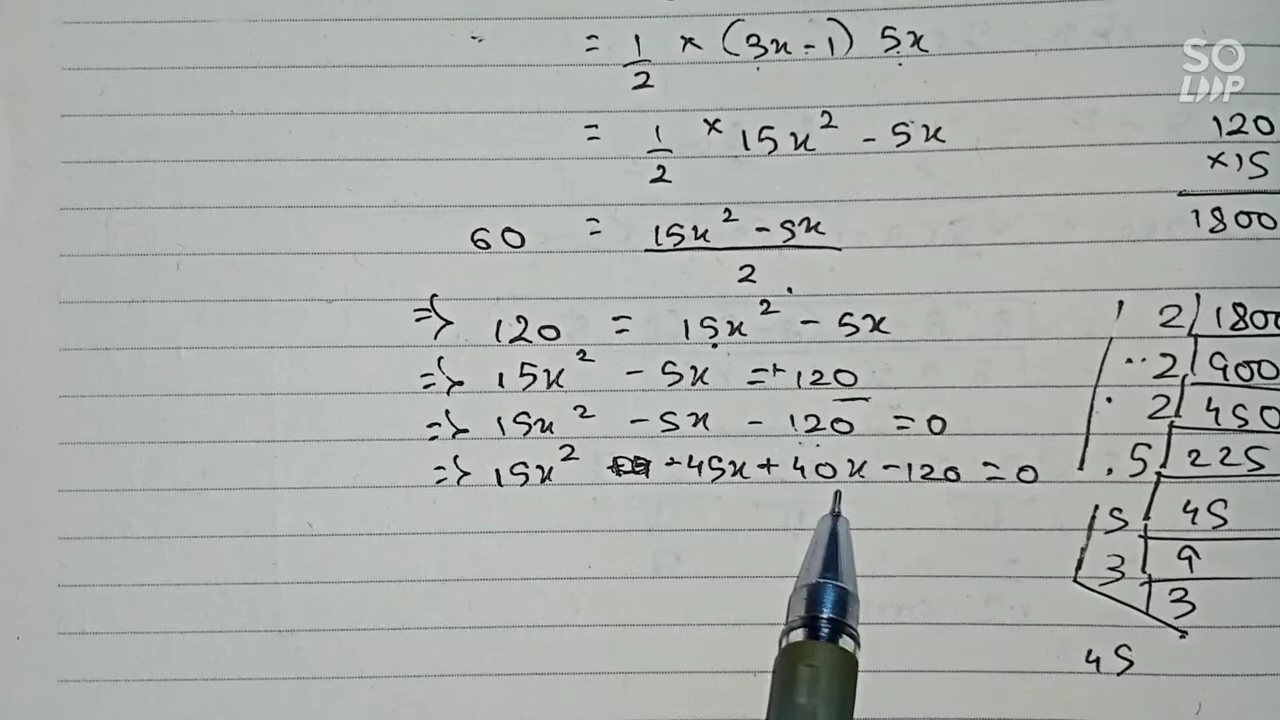 = 1/2 × (3x - 1) 5x
SO
LOOP
= 1/2 × 15x² - 5x
120
×15
1800
60 = 15x² - 5x / 2
=> 120 = 15x² - 5x
2 | 1800
=> 15x² - 5x = + 120
2 | 900
=> 15x² - 5x - 120 = 0
2 | 450
=> 15x² - 45x + 40x - 120 = 0
5 | 225
5 | 45
3 | 9
3
45